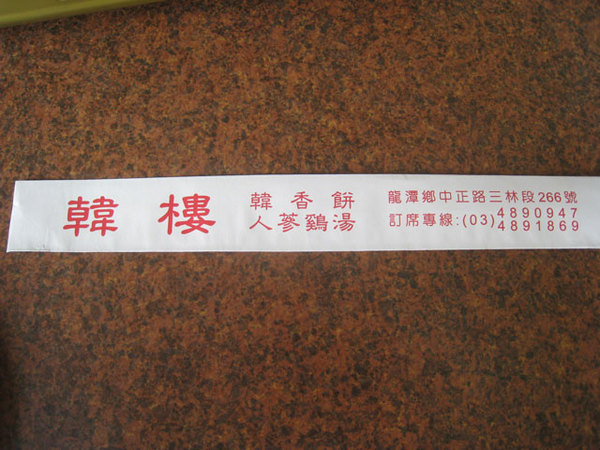 韓樓
韓香餅
人蔘鷄湯
龍潭鄉中正路三林段266號
訂席專線:(03)4890947
4891869